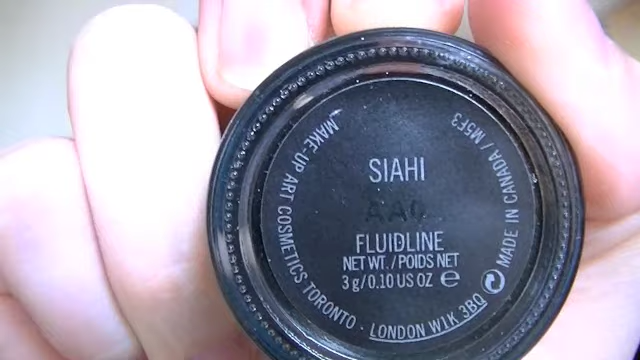 SIAHI
FLUIDLINE
NET WT. / POIDS NET
3 g / 0.10 US OZ ℮
MAKE-UP ART COSMETICS TORONTO · LONDON W1K 3BQ
MADE IN CANADA / M5F3